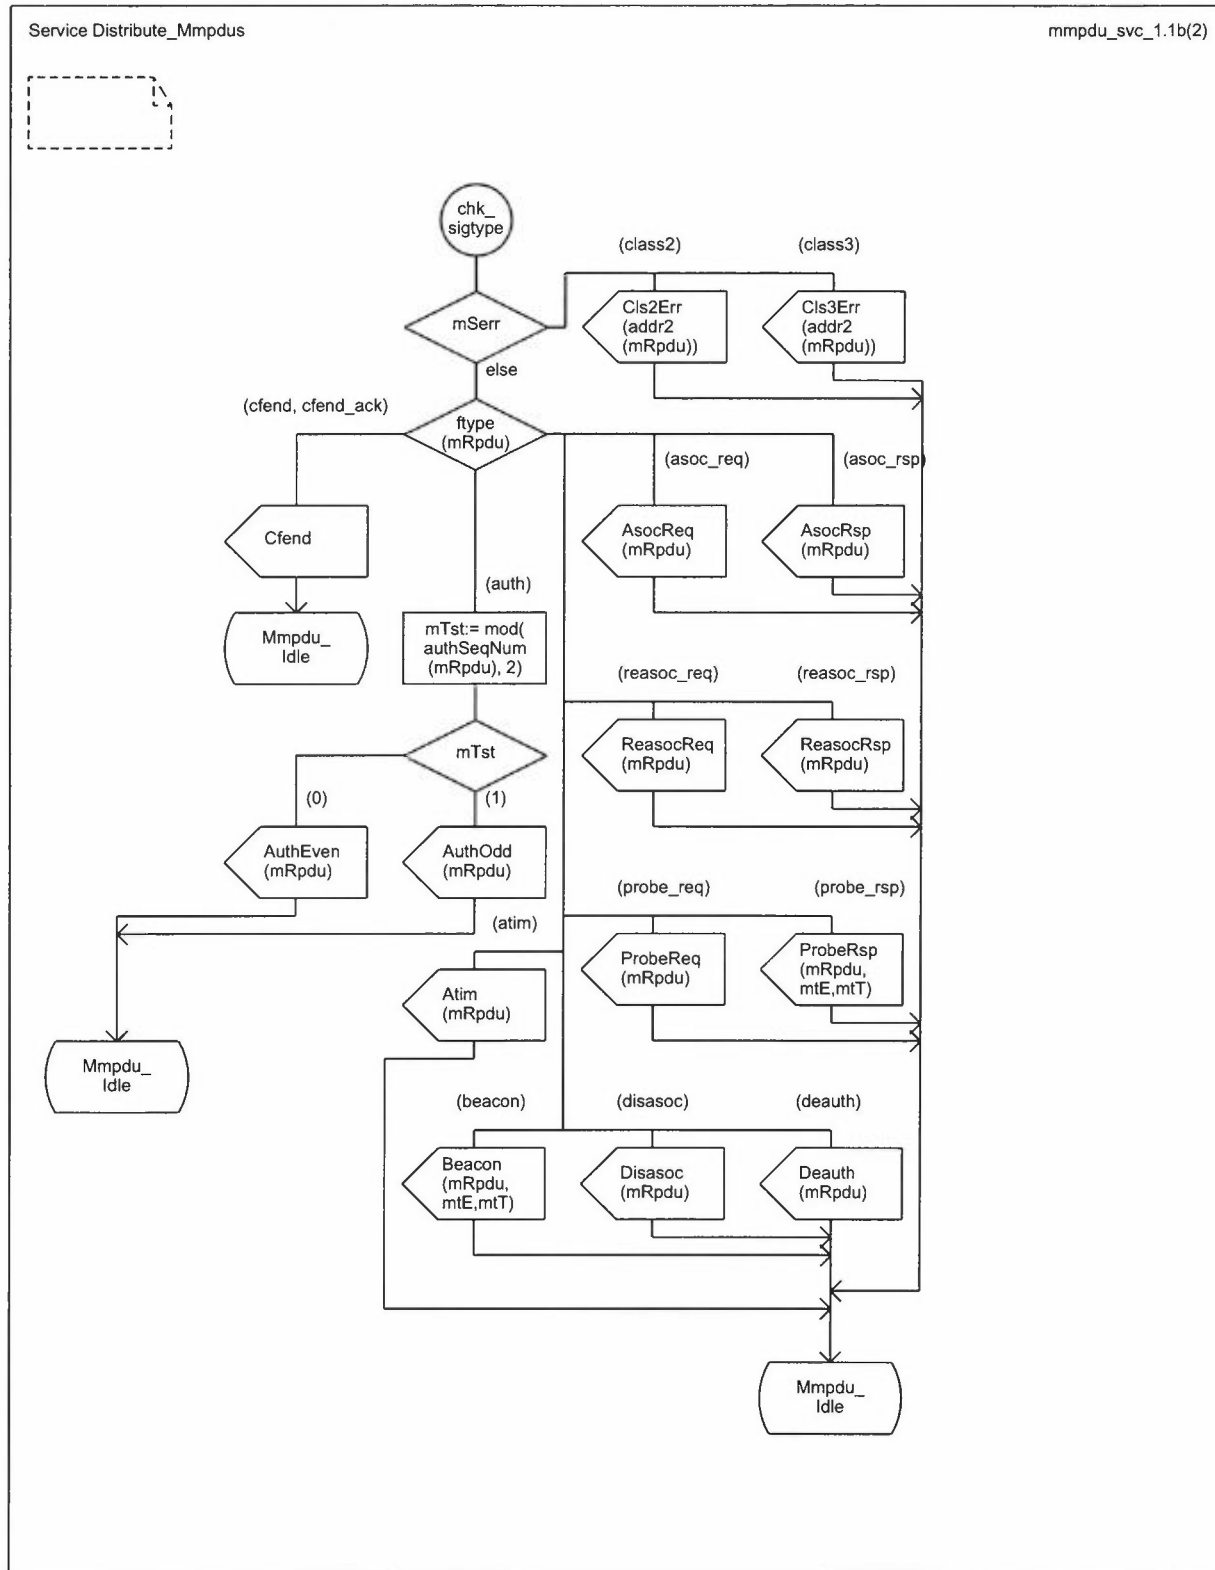 Service Distribute_Mmpdus
mmpdu_svc_1.1b(2)
chk_
sigtype
(class2)
(class3)
mSerr
Cls2Err
(addr2
(mRpdu))
Cls3Err
(addr2
(mRpdu))
else
(cfend, cfend_ack)
ftype
(mRpdu)
(asoc_req)
(asoc_rsp)
Cfend
AsocReq
(mRpdu)
AsocRsp
(mRpdu)
(auth)
Mmpdu_
Idle
mTst:= mod(
authSeqNum
(mRpdu), 2)
(reasoc_req)
(reasoc_rsp)
mTst
ReasocReq
(mRpdu)
ReasocRsp
(mRpdu)
(0)
(1)
AuthEven
(mRpdu)
AuthOdd
(mRpdu)
(probe_req)
(probe_rsp)
(atim)
ProbeReq
(mRpdu)
ProbeRsp
(mRpdu,
mtE,mtT)
Atim
(mRpdu)
Mmpdu_
Idle
(beacon)
(disasoc)
(deauth)
Beacon
(mRpdu,
mtE,mtT)
Disasoc
(mRpdu)
Deauth
(mRpdu)
Mmpdu_
Idle